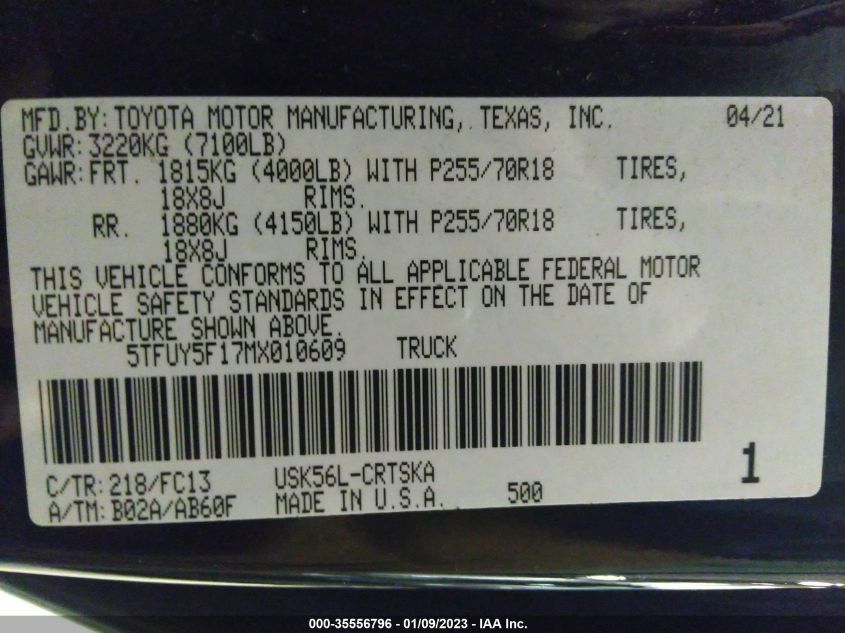 MFD.BY: TOYOTA MOTOR MANUFACTURING, TEXAS, INC. 04/21
GVWR: 3220KG (7100LB)
GAWR: FRT. 1815KG (4000LB) WITH P255/70R18 TIRES,
18X8J RIMS.
RR. 1880KG (4150LB) WITH P255/70R18 TIRES,
18X8J RIMS.
THIS VEHICLE CONFORMS TO ALL APPLICABLE FEDERAL MOTOR
VEHICLE SAFETY STANDARDS IN EFFECT ON THE DATE OF
MANUFACTURE SHOWN ABOVE.
5TFUY5F17MX010609 TRUCK
1
C/TR: 218/FC13 USK56L-CRTSKA
A/TM: B02A/AB60F MADE IN U.S.A. 500
000-35556796 - 01/09/2023 - IAA Inc.